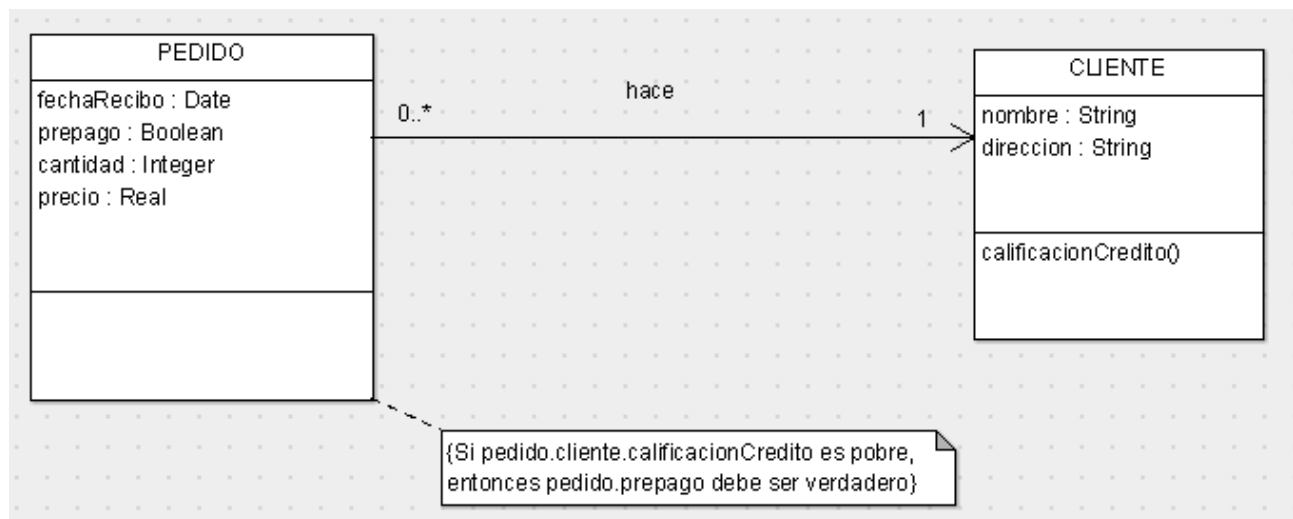 PEDIDO
fechaRecibo : Date
prepago : Boolean
cantidad : Integer
precio : Real
0..*
hace
1
CLIENTE
nombre : String
direccion : String
calificacionCredito()
{Si pedido.cliente.calificacionCredito es pobre,
entonces pedido.prepago debe ser verdadero}